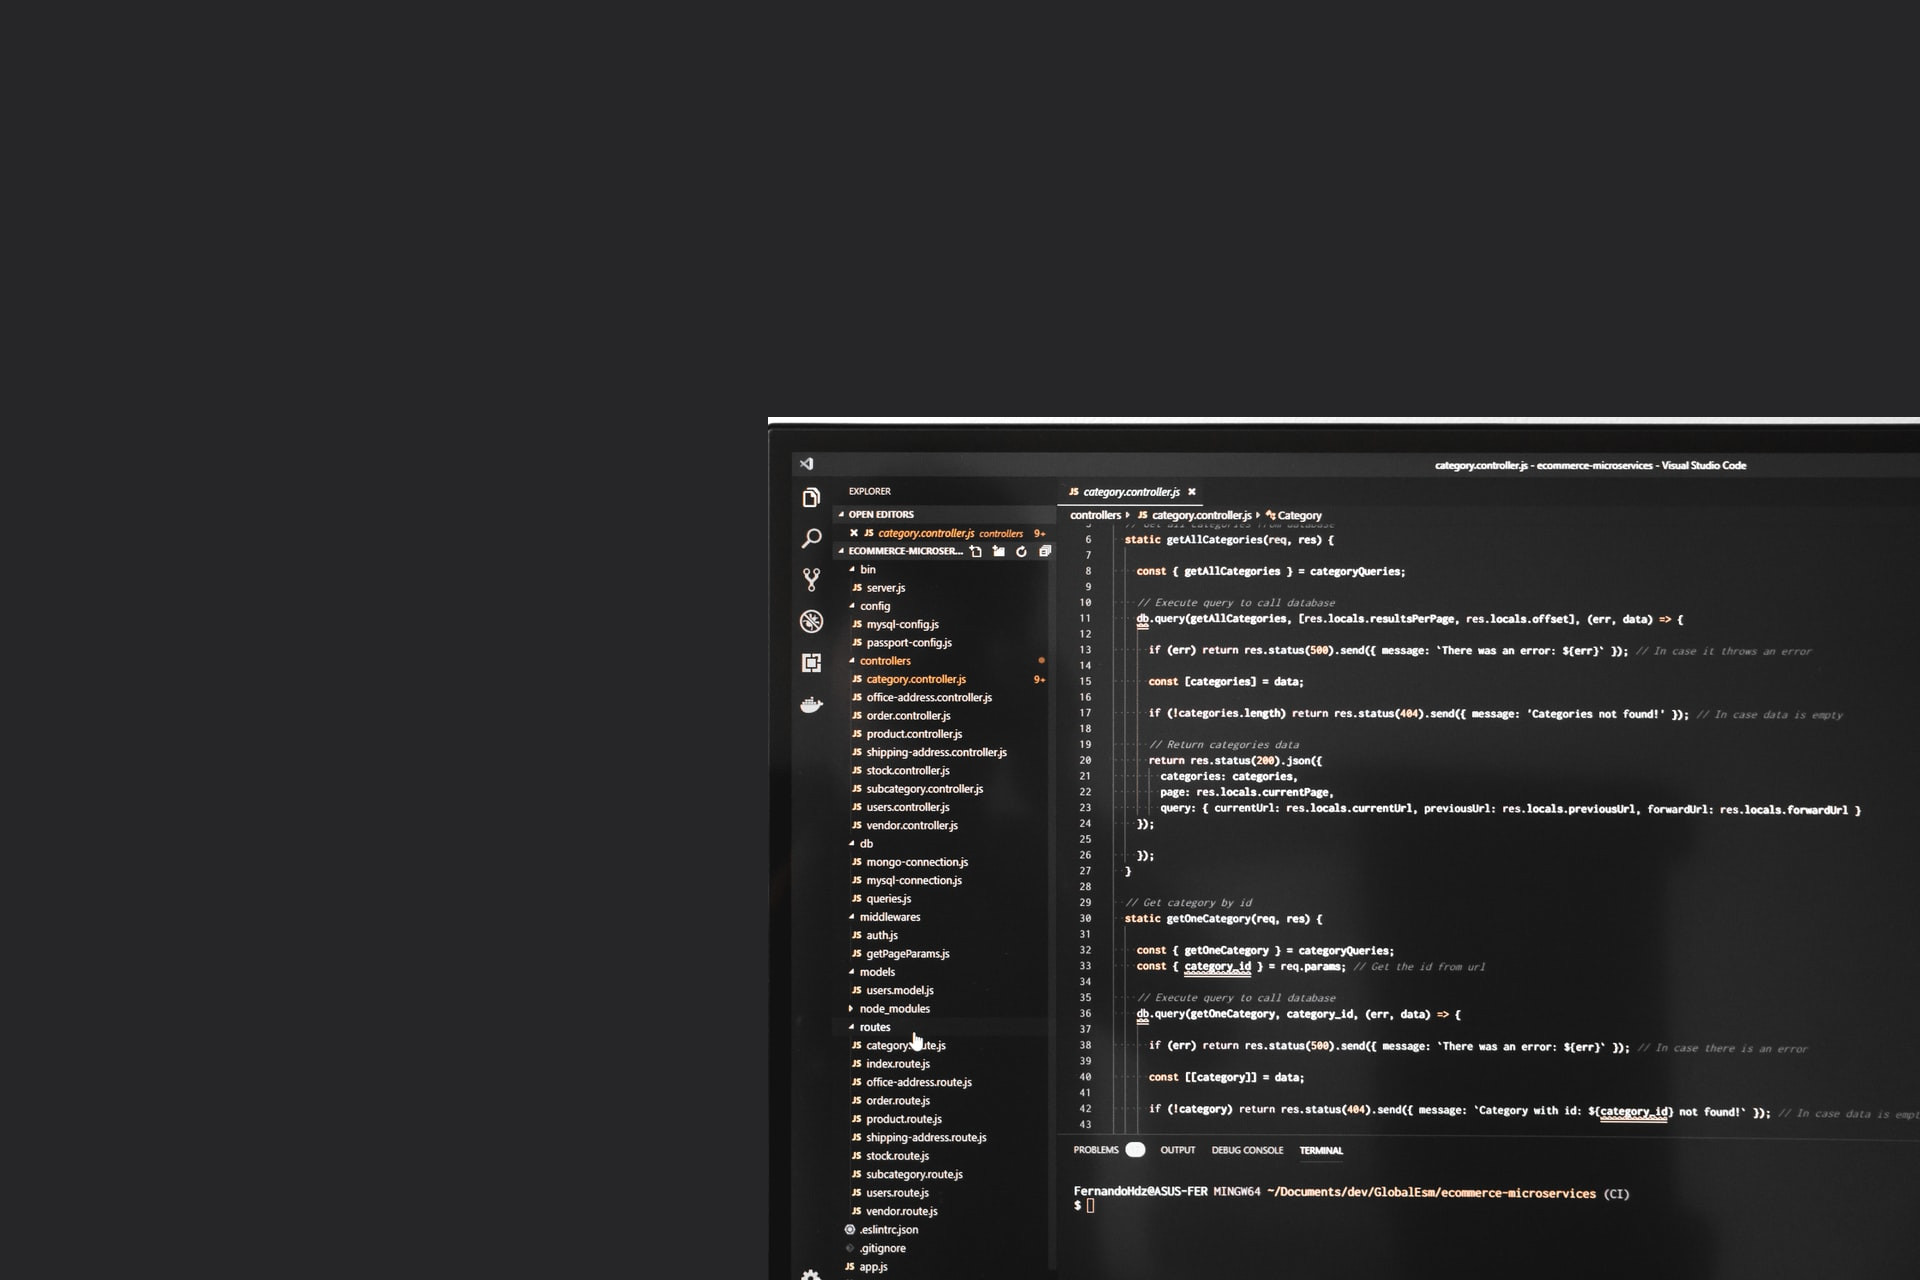 category.controller.js - ecommerce-microservices - Visual Studio Code
EXPLORER
OPEN EDITORS
JS category.controller.js controllers 9+
ECOMMERCE-MICROSER...
bin
JS server.js
config
JS mysql-config.js
JS passport-config.js
controllers
JS category.controller.js 9+
JS office-address.controller.js
JS order.controller.js
JS product.controller.js
JS shipping-address.controller.js
JS stock.controller.js
JS subcategory.controller.js
JS users.controller.js
JS vendor.controller.js
db
JS mongo-connection.js
JS mysql-connection.js
JS queries.js
middlewares
JS auth.js
JS getPageParams.js
models
JS users.model.js
node_modules
routes
JS category.route.js
JS index.route.js
JS office-address.route.js
JS order.route.js
JS product.route.js
JS shipping-address.route.js
JS stock.route.js
JS subcategory.route.js
JS users.route.js
JS vendor.route.js
.eslintrc.json
.gitignore
JS app.js
JS category.controller.js ×
controllers JS category.controller.js Category
5 // Get all categories from database
6 static getAllCategories(req, res) {
7
8 const { getAllCategories } = categoryQueries;
9
10 // Execute query to call database
11 db.query(getAllCategories, [res.locals.resultsPerPage, res.locals.offset], (err, data) => {
12
13 if (err) return res.status(500).send({ message: `There was an error: ${err}` }); // In case it throws an error
14
15 const [categories] = data;
16
17 if (!categories.length) return res.status(404).send({ message: 'Categories not found!' }); // In case data is empty
18
19 // Return categories data
20 return res.status(200).json({
21 categories: categories,
22 page: res.locals.currentPage,
23 query: { currentUrl: res.locals.currentUrl, previousUrl: res.locals.previousUrl, forwardUrl: res.locals.forwardUrl }
24 });
25
26 });
27 }
28
29 // Get category by id
30 static getOneCategory(req, res) {
31
32 const { getOneCategory } = categoryQueries;
33 const { category_id } = req.params; // Get the id from url
34
35 // Execute query to call database
36 db.query(getOneCategory, category_id, (err, data) => {
37
38 if (err) return res.status(500).send({ message: `There was an error: ${err}` }); // In case there is an error
39
40 const [[category]] = data;
41
42 if (!category) return res.status(404).send({ message: `Category with id: ${category_id} not found!` }); // In case data is empt
43
PROBLEMS OUTPUT DEBUG CONSOLE TERMINAL
FernandoHdz@ASUS-FER MINGW64 ~/Documents/dev/GlobalEsm/ecommerce-microservices (CI)
$